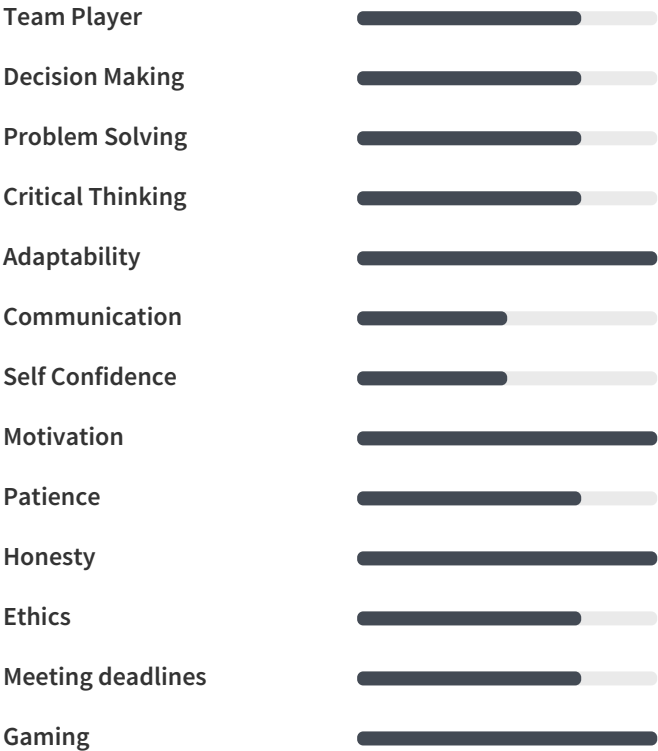 Team Player
Decision Making
Problem Solving
Critical Thinking
Adaptability
Communication
Self Confidence
Motivation
Patience
Honesty
Ethics
Meeting deadlines
Gaming